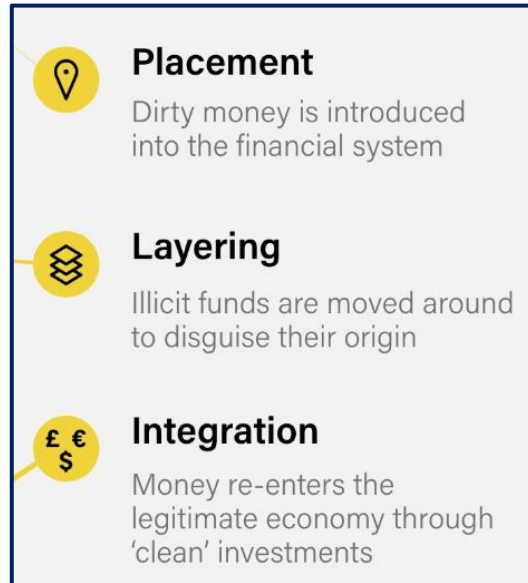 Placement
Dirty money is introduced
into the financial system
Layering
Illicit funds are moved around
to disguise their origin
£ €
$
Integration
Money re-enters the
legitimate economy through
‘clean’ investments